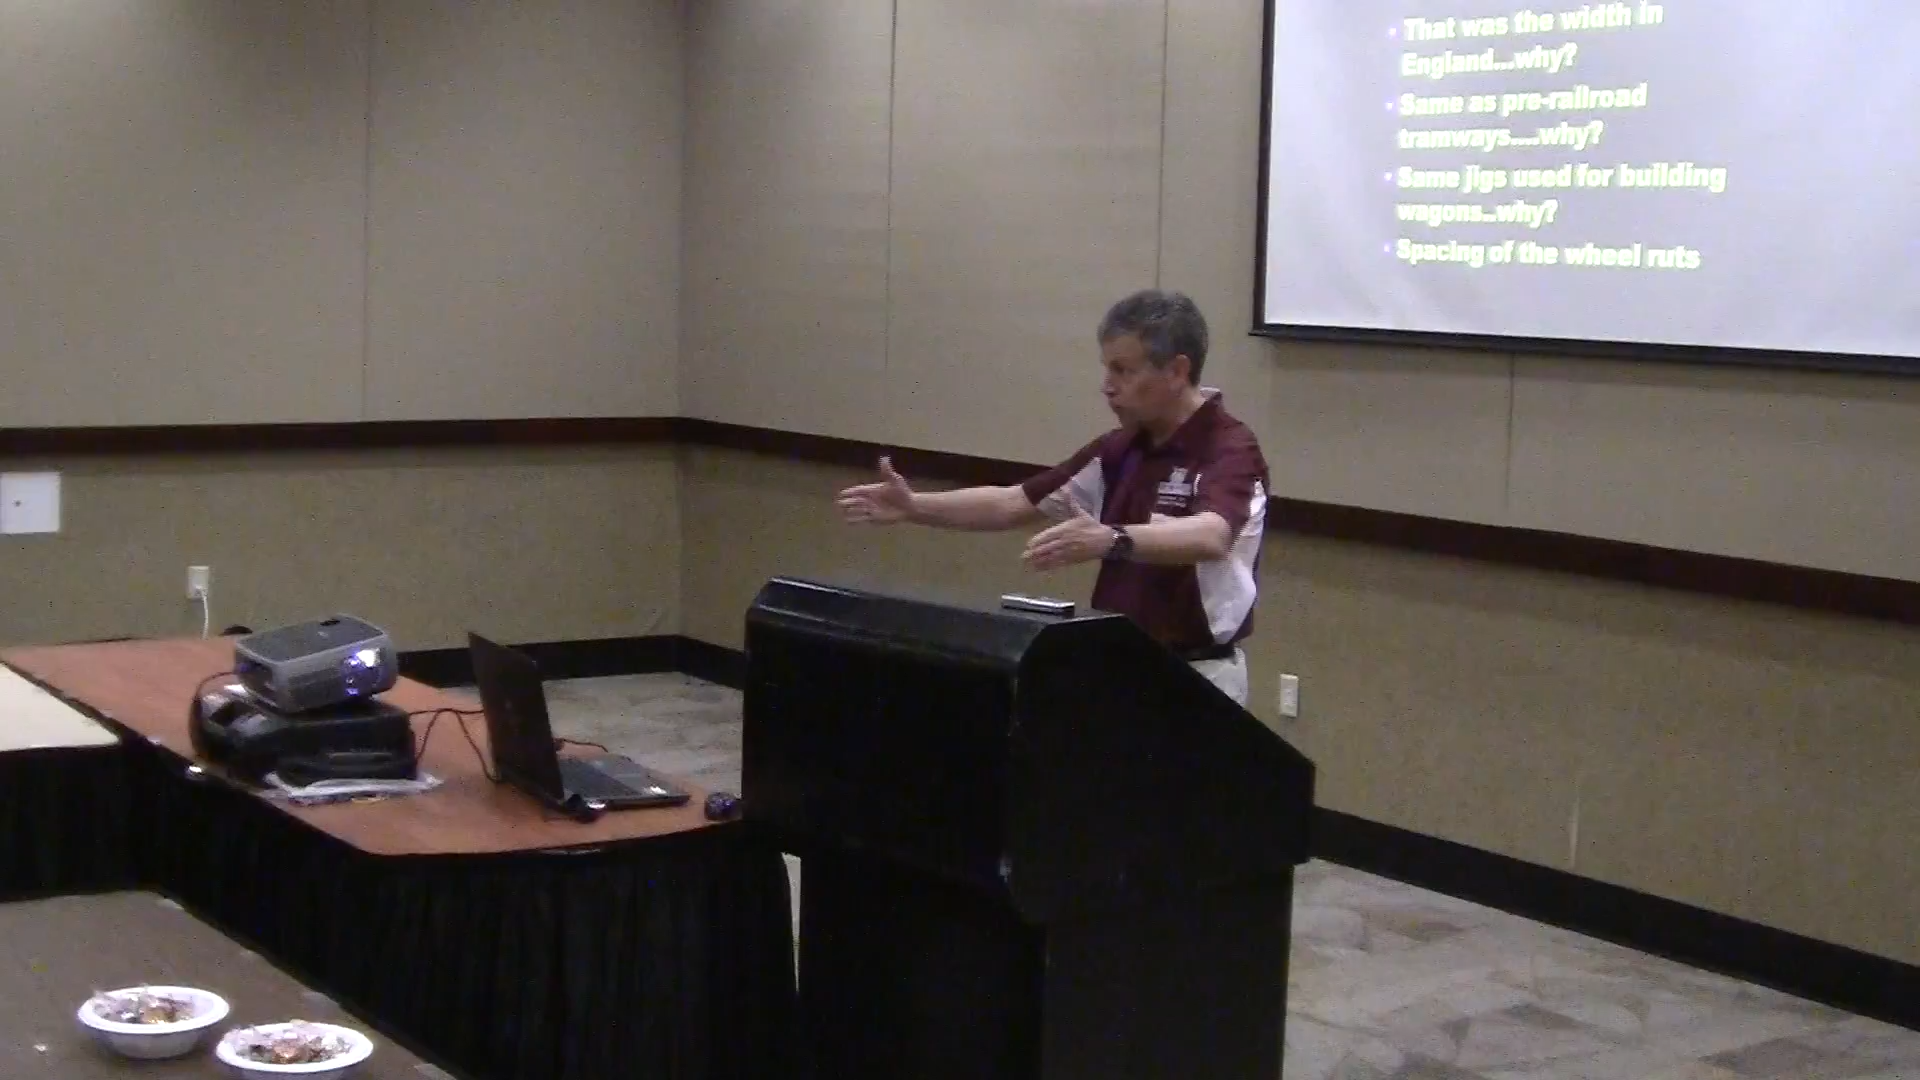 • That was the width in
England...why?
• Same as pre-railroad
tramways....why?
• Same jigs used for building
wagons..why?
• Spacing of the wheel ruts